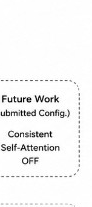 Future Work
ubmitted Config.)
Consistent
Self-Attention
OFF